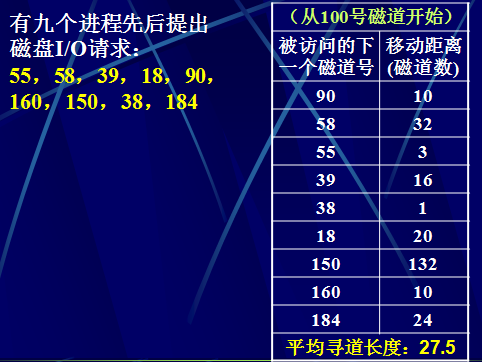 有九个进程先后提出
磁盘I/O请求：
55，58，39，18，90，
160，150，38，184
（从100号磁道开始）
被访问的下一个磁道号 移动距离(磁道数)
90 10
58 32
55 3
39 16
38 1
18 20
150 132
160 10
184 24
平均寻道长度：27.5